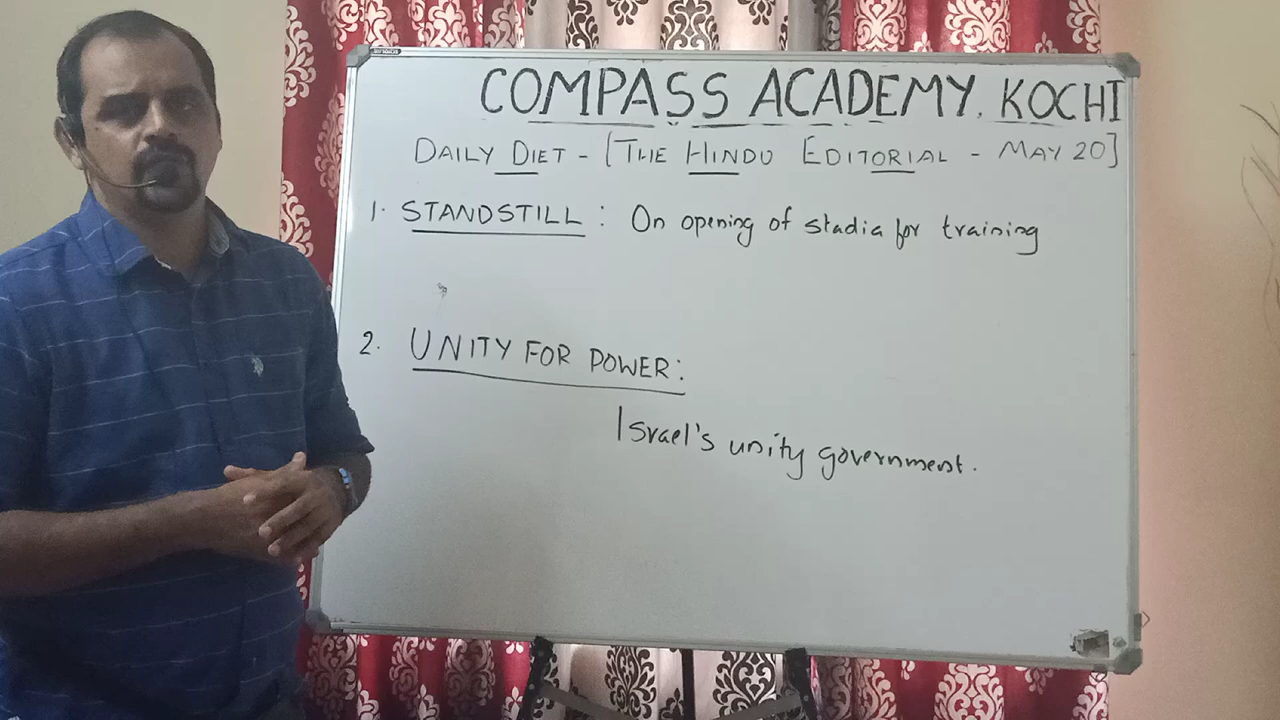 COMPASS ACADEMY, KOCHI
DAILY DIET - [THE HINDU EDITORIAL - MAY 20]
1. STANDSTILL : On opening of stadia for training
2. UNITY FOR POWER:
Israel's unity government.